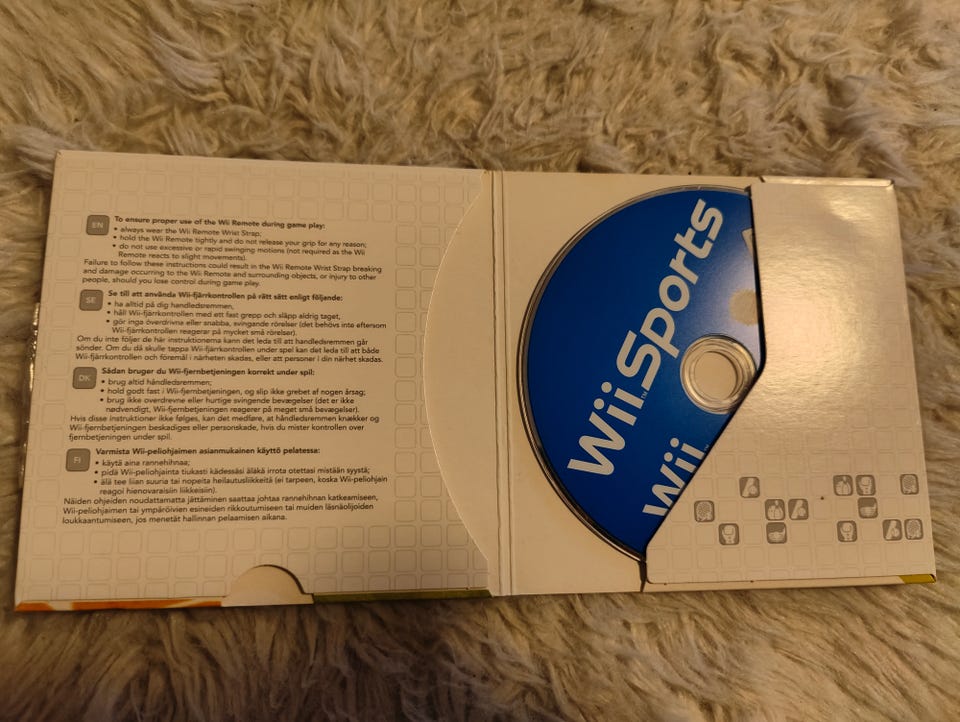 EN
To ensure proper use of the Wii Remote during game play:
• always wear the Wii Remote Wrist Strap;
• hold the Wii Remote tightly and do not release your grip for any reason;
• do not use excessive or rapid swinging motions (not required as the Wii
Remote reacts to slight movements).
Failure to follow these instructions could result in the Wii Remote Wrist Strap breaking
and damage occurring to the Wii Remote and surrounding objects, or injury to other
people, should you lose control during game play.
SE
Se till att använda Wii-fjärrkontrollen på rätt sätt enligt följande:
• ha alltid på dig handledsremmen,
• håll Wii-fjärrkontrollen med ett fast grepp och släpp aldrig taget,
• gör inga överdrivna eller snabba, svingande rörelser (det behövs inte eftersom
Wii-fjärrkontrollen reagerar på mycket små rörelser).
Om du inte följer de här instruktionerna kan det leda till att handledsremmen går
sönder. Om du då skulle tappa Wii-fjärrkontrollen under spel kan det leda till att både
Wii-fjärrkontrollen och föremål i närheten skadas, eller att personer i din närhet skadas.
DK
Sådan bruger du Wii-fjernbetjeningen korrekt under spil:
• brug altid håndledsremmen;
• hold godt fast i Wii-fjernbetjeningen, og slip ikke grebet af nogen årsag;
• brug ikke overdrevne eller hurtige svingende bevægelser (det er ikke
nødvendigt, Wii-fjernbetjeningen reagerer på meget små bevægelser).
Hvis disse instruktioner ikke følges, kan det medføre, at håndledsremmen knækker og
Wii-fjernbetjeningen beskadiges eller personskade, hvis du mister kontrollen over
fjernbetjeningen under spil.
FI
Varmista Wii-peliohjaimen asianmukainen käyttö pelatessa:
• käytä aina rannehihnaa;
• pidä Wii-peliohjainta tiukasti kädessäsi äläkä irrota otettasi mistään syystä;
• älä tee liian suuria tai nopeita heilautusliikkeitä (ei tarpeen, koska Wii-peliohjain
reagoi hienovaraisiin liikkeisiin).
Näiden ohjeiden noudattamatta jättäminen saattaa johtaa rannehihnan katkeamiseen,
Wii-peliohjaimen tai ympäröivien esineiden rikkoutumiseen tai muiden läsnäolijoiden
loukkaantumiseen, jos menetät hallinnan pelaamisen aikana.
Wii Sports
Wii